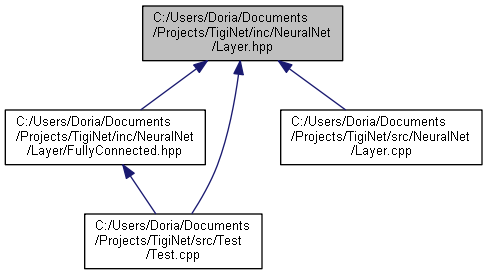 C:/Users/Doria/Documents
/Projects/TigiNet/inc/NeuralNet
/Layer.hpp
C:/Users/Doria/Documents
/Projects/TigiNet/inc/NeuralNet
/Layer/FullyConnected.hpp
C:/Users/Doria/Documents
/Projects/TigiNet/src/NeuralNet
/Layer.cpp
C:/Users/Doria/Documents
/Projects/TigiNet/src/Test
/Test.cpp